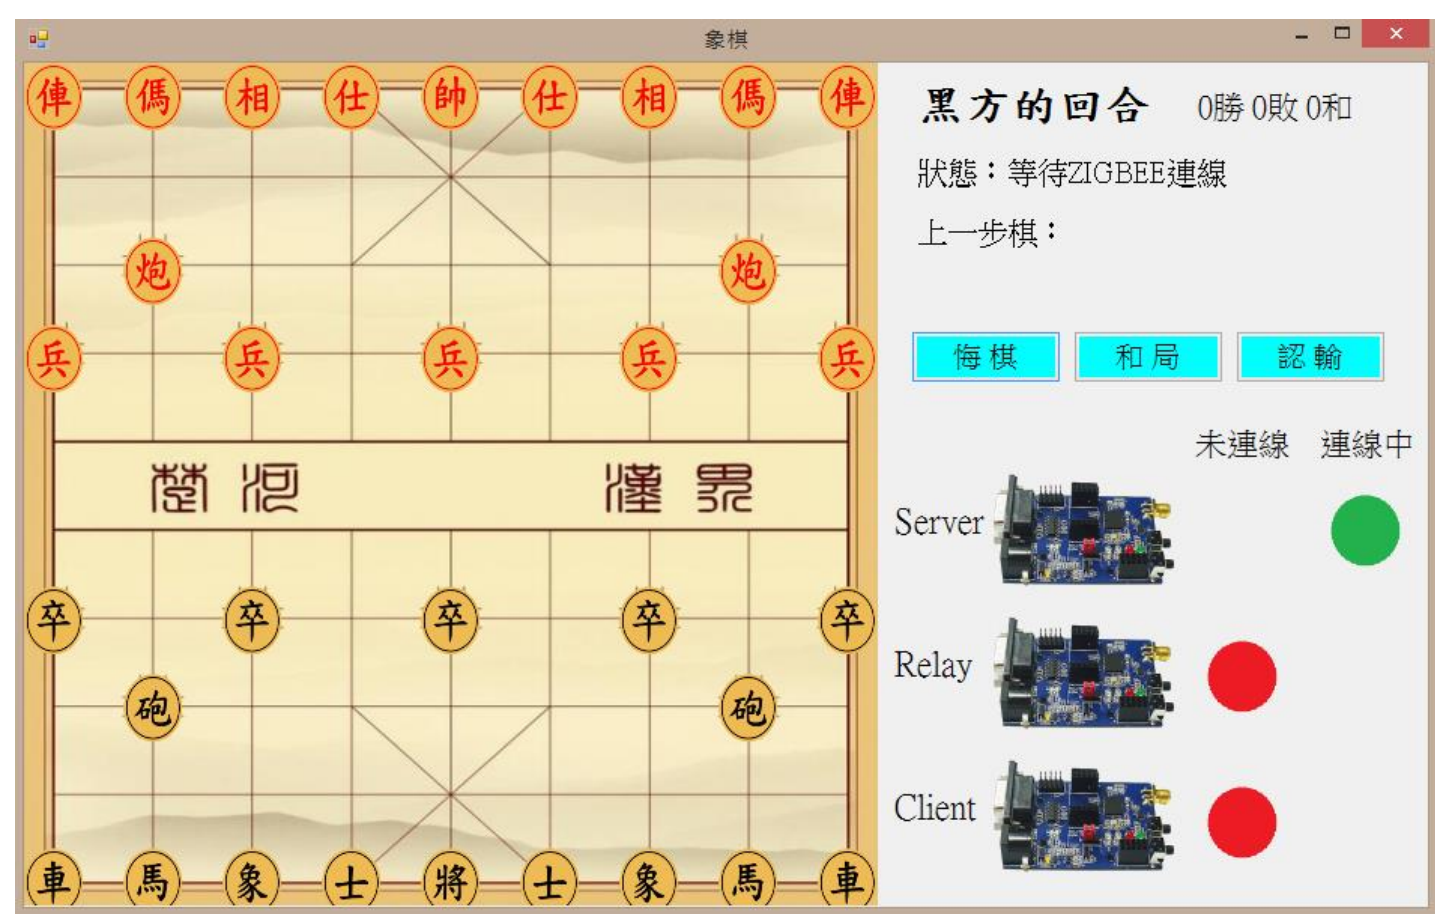 象棋
俥 傌 相 仕 帥 仕 相 傌 俥
炮 炮
兵 兵 兵 兵 兵
楚 河 漢 界
卒 卒 卒 卒 卒
砲 砲
車 馬 象 士 將 士 象 馬 車
黑方的回合 0勝 0敗 0和
狀態：等待ZIGBEE連線
上一步棋：
悔棋 和局 認輸
未連線 連線中
Server
Relay
Client